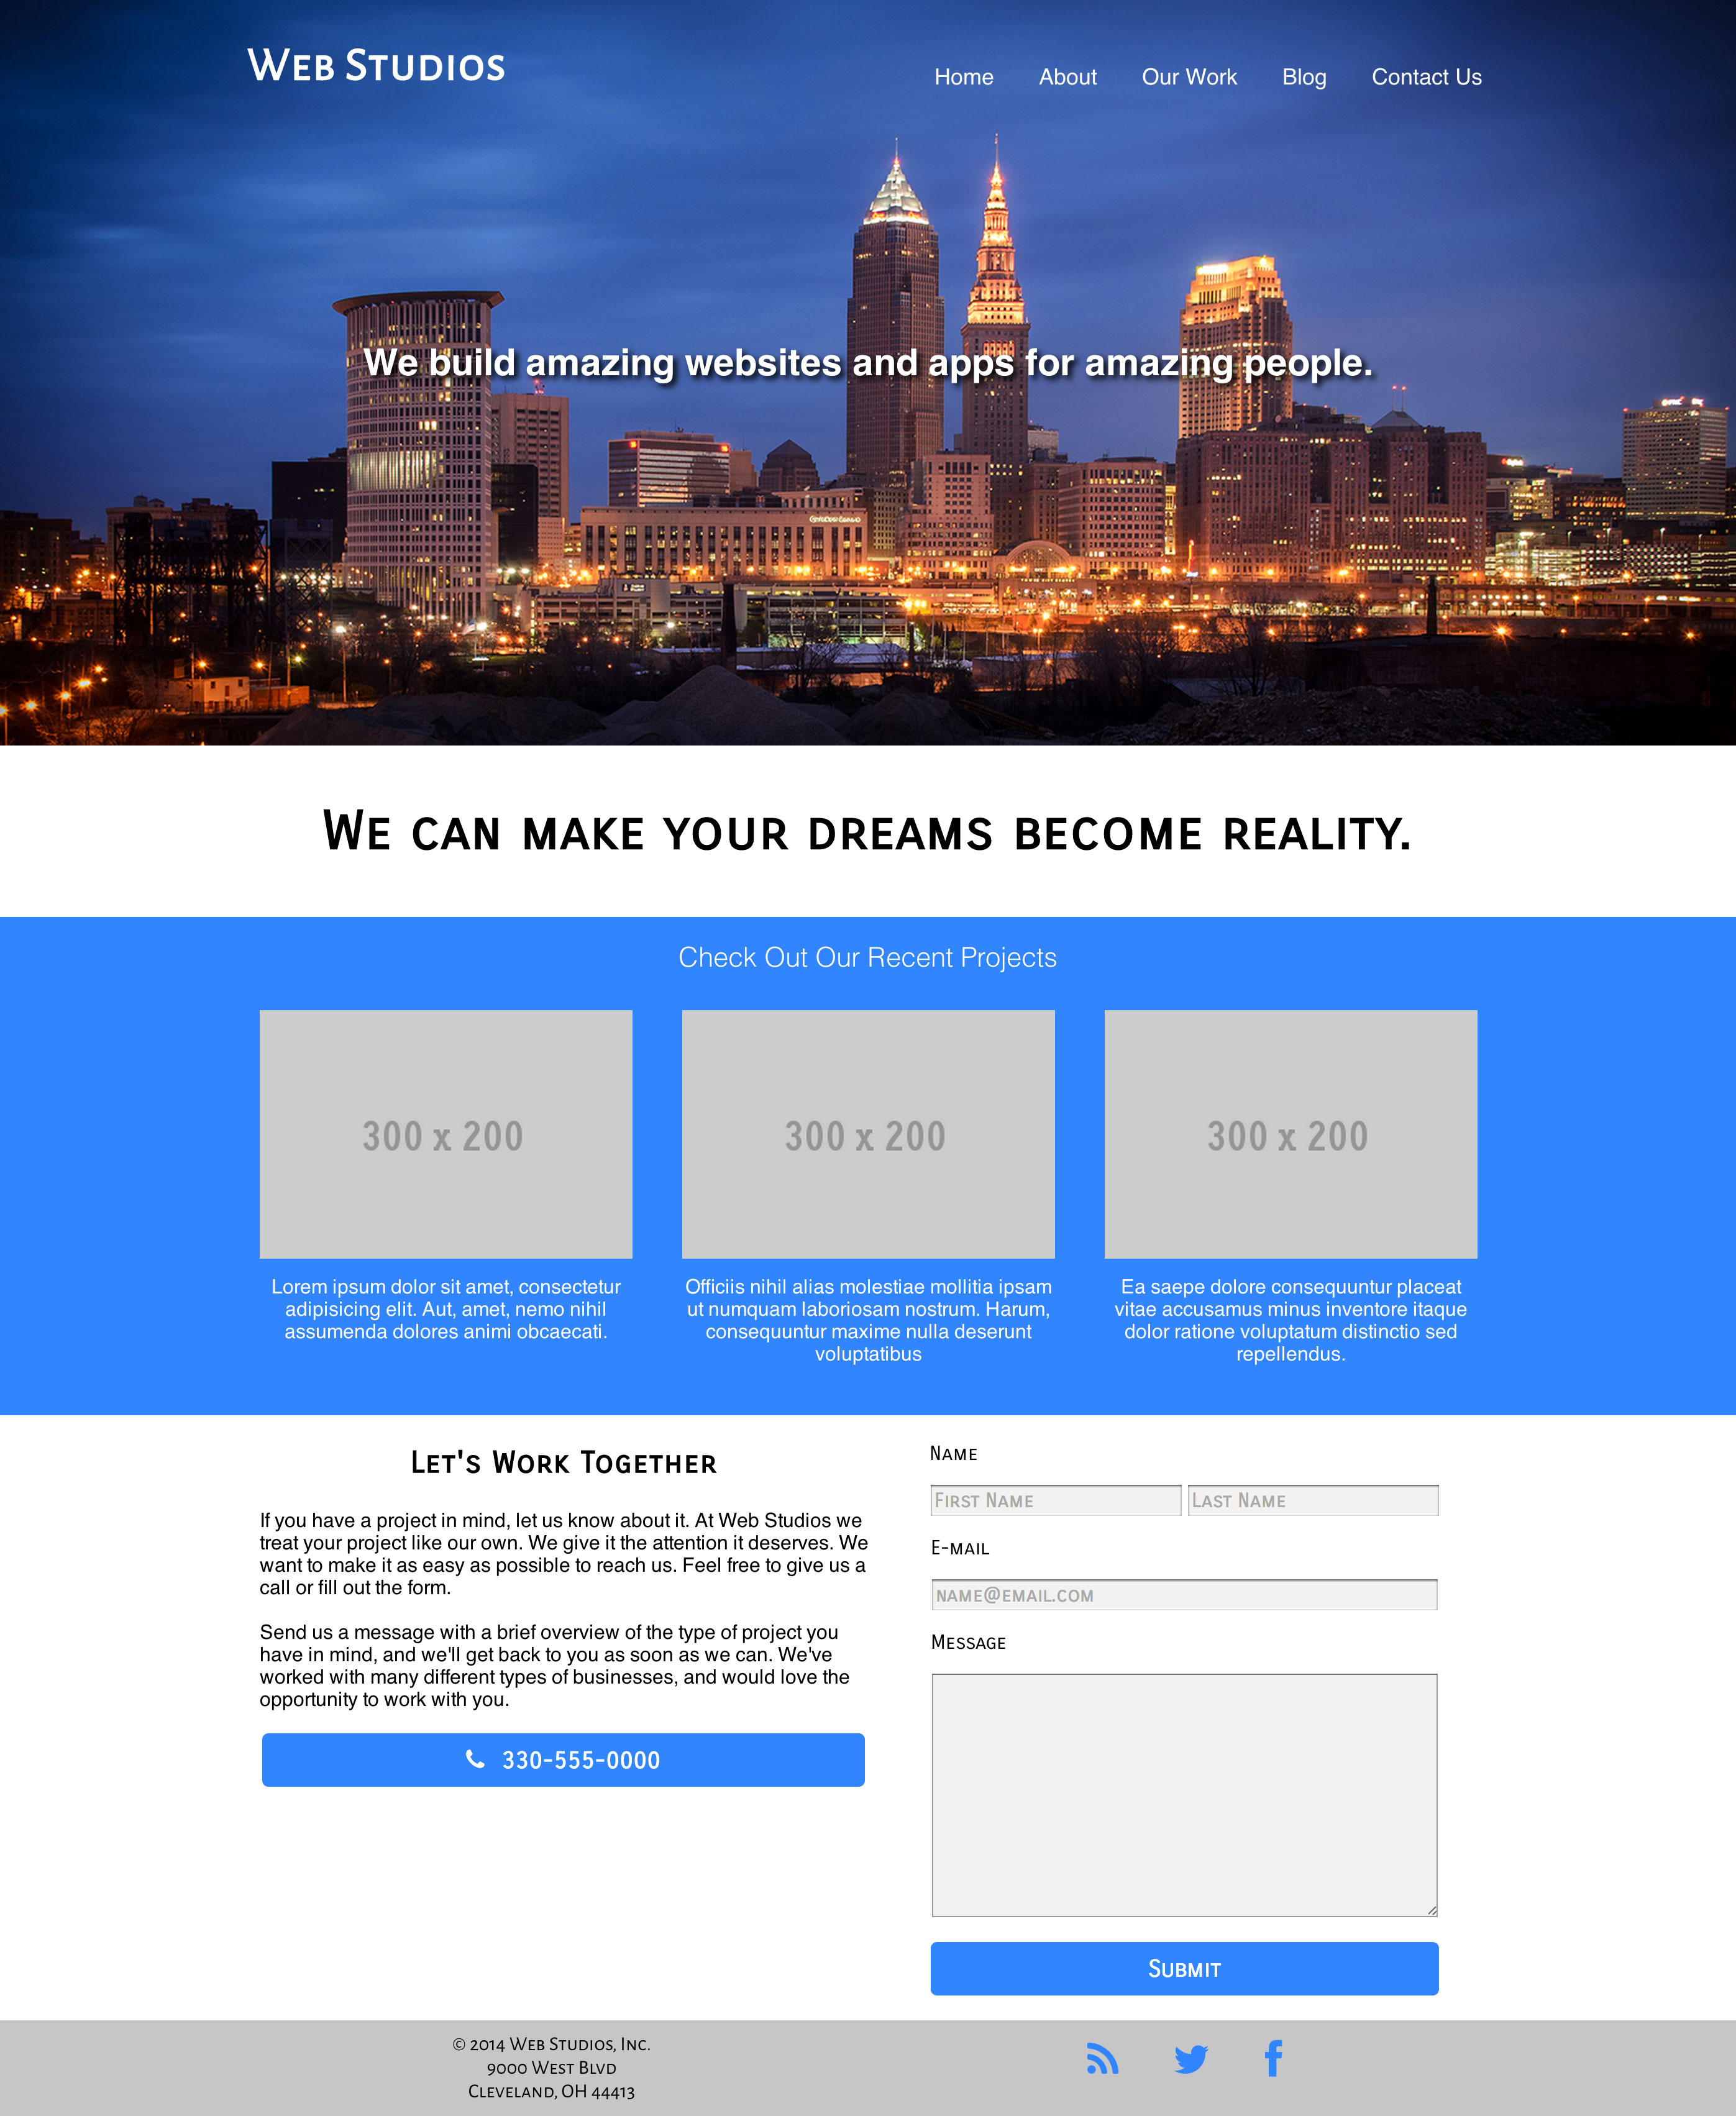 Web Studios
Home About Our Work Blog Contact Us
We build amazing websites and apps for amazing people.
We can make your dreams become reality.
Check Out Our Recent Projects
300 x 200 300 x 200 300 x 200
Lorem ipsum dolor sit amet, consectetur
adipisicing elit. Aut, amet, nemo nihil
assumenda dolores animi obcaecati.
Officiis nihil alias molestiae mollitia ipsam
ut numquam laboriosam nostrum. Harum,
consequuntur maxime nulla deserunt
voluptatibus
Ea saepe dolore consequuntur placeat
vitae accusamus minus inventore itaque
dolor ratione voluptatum distinctio sed
repellendus.
Let's Work Together
If you have a project in mind, let us know about it. At Web Studios we
treat your project like our own. We give it the attention it deserves. We
want to make it as easy as possible to reach us. Feel free to give us a
call or fill out the form.
Send us a message with a brief overview of the type of project you
have in mind, and we'll get back to you as soon as we can. We've
worked with many different types of businesses, and would love the
opportunity to work with you.
330-555-0000
Name
First Name Last Name
E-mail
name@email.com
Message
Submit
© 2014 Web Studios, Inc.
9000 West Blvd
Cleveland, OH 44413